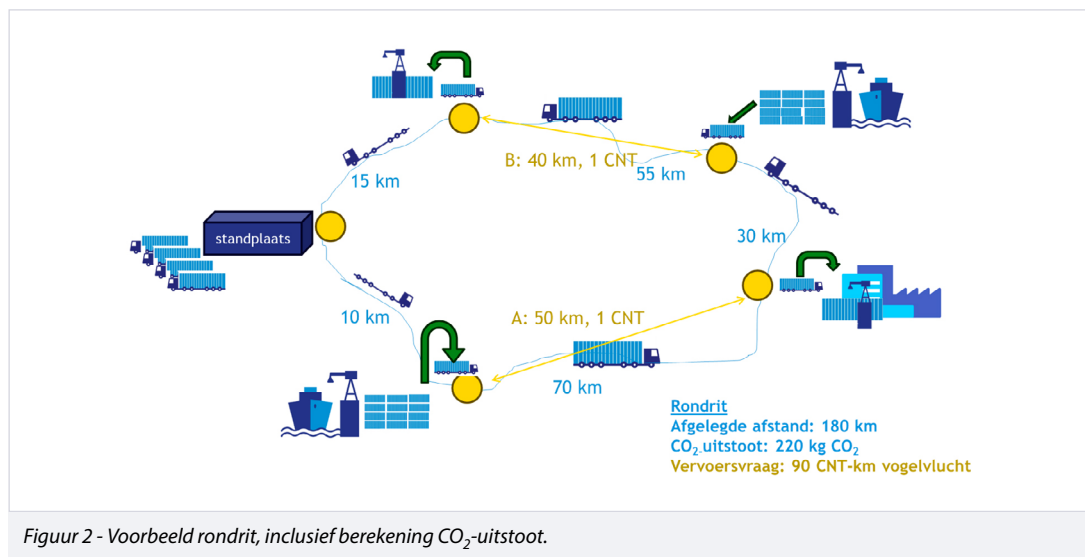 B: 40 km, 1 CNT
15 km
55 km
standplaats
30 km
10 km
A: 50 km, 1 CNT
70 km
Rondrit
Afgelegde afstand: 180 km
CO2-uitstoot: 220 kg CO2
Vervoersvraag: 90 CNT-km vogelvlucht
Figuur 2 - Voorbeeld rondrit, inclusief berekening CO2-uitstoot.